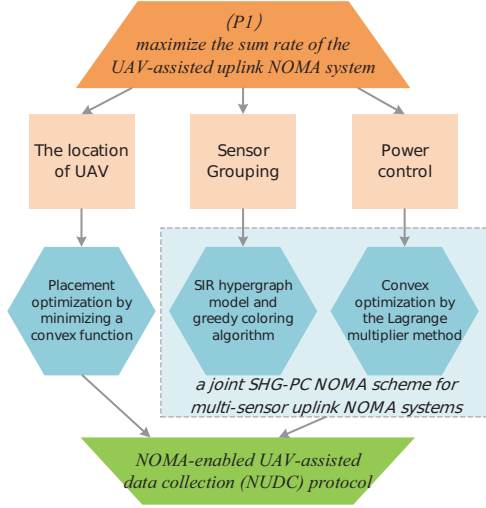 (P1)
maximize the sum rate of the
UAV-assisted uplink NOMA system
The location
of UAV
Sensor
Grouping
Power
control
Placement
optimization by
minimizing a
convex function
SIR hypergraph
model and
greedy coloring
algorithm
Convex
optimization by
the Lagrange
multiplier method
a joint SHG-PC NOMA scheme for
multi-sensor uplink NOMA systems
NOMA-enabled UAV-assisted
data collection (NUDC) protocol